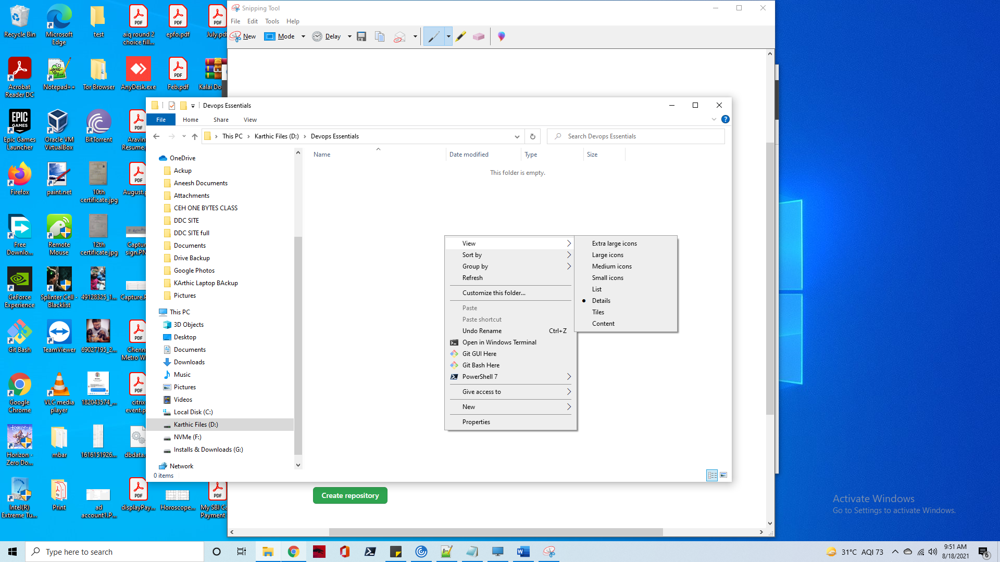 Recycle Bin
Microsoft
Edge
test
aiq round 2
choice fill...
epfo.pdf
July.pdf
Acrobat
Reader DC
Notepad++
Tor Browser
AnyDesk.exe
Feb.pdf
Kalai Do
EPIC
GAMES
Epic Games
Launcher
Oracle VM
VirtualBox
BitTorrent
Aravin
Resume.
Firefox
paint.net
10th
certificate.jpg
August.p
Free
Downlo...
Remote
Mouse
12th
certificate.jpg
Captur
sign.PN
GeForce
Experience
Splinter Cell -
Blacklist
49128325_1...
Capture.P
Git Bash
TeamViewer
69027195_2...
Chenn
Metro W
Google
Chrome
VLC media
player
182043574_...
citrix
event.p
Horizon -
Zero Do...
mbar
1616151926...
dbdata.
Intel(R)
Extreme Tu...
Print
ad
account1.P...
displayPay...
Horoscope...
My SBI Ca
Payment
Snipping Tool
File Edit Tools Help
New Mode Delay
Devops Essentials
File Home Share View
This PC Karthic Files (D:) Devops Essentials
Search Devops Essentials
Name Date modified Type Size
This folder is empty.
OneDrive
Ackup
Aneesh Documents
Attachments
CEH ONE BYTES CLASS
DDC SITE
DDC SITE full
Documents
Drive Backup
Google Photos
KArthic Laptop BAckup
Pictures
This PC
3D Objects
Desktop
Documents
Downloads
Music
Pictures
Videos
Local Disk (C:)
Karthic Files (D:)
NVMe (F:)
Installs & Downloads (G:)
Network
0 items
View
Sort by
Group by
Refresh
Customize this folder...
Paste
Paste shortcut
Undo Rename Ctrl+Z
Open in Windows Terminal
Git GUI Here
Git Bash Here
PowerShell 7
Give access to
New
Properties
Extra large icons
Large icons
Medium icons
Small icons
List
Details
Tiles
Content
Create repository
Activate Windows
Go to Settings to activate Windows.
Type here to search
31°C AQI 73
9:51 AM
8/18/2021
6